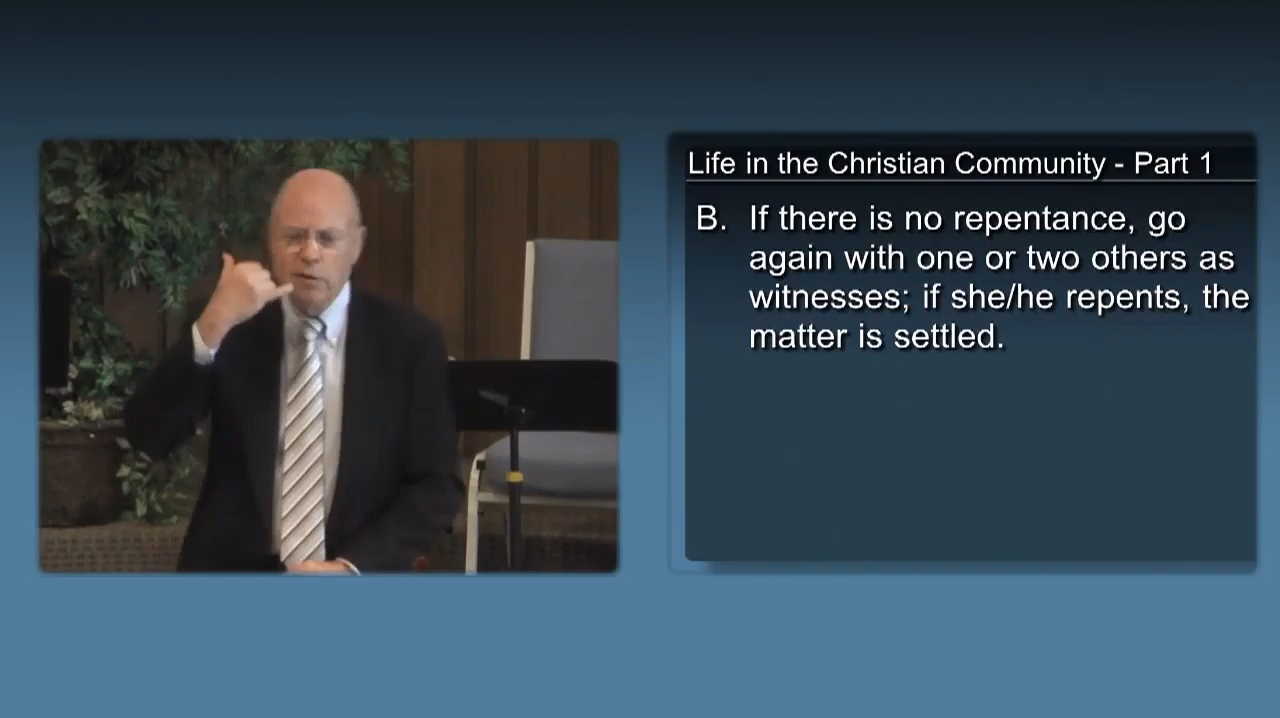 Life in the Christian Community - Part 1
B. If there is no repentance, go
again with one or two others as
witnesses; if she/he repents, the
matter is settled.